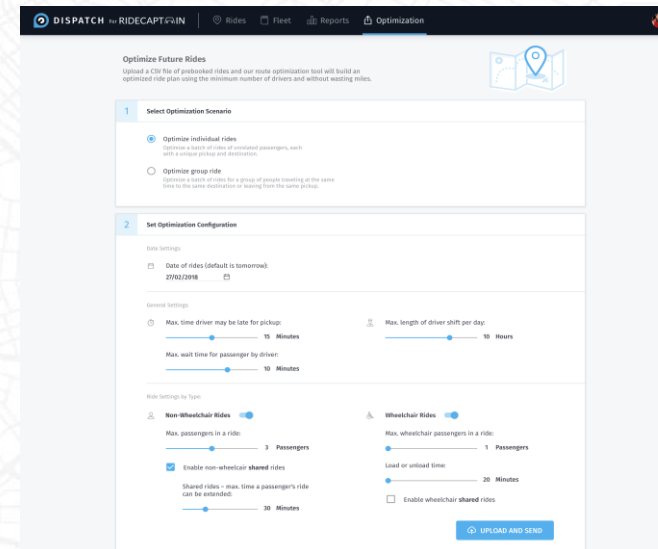 DISPATCH for RIDECAPTAIN Rides Fleet Reports Optimization
Optimize Future Rides
Upload a CSV file of prebooked rides and our route optimization tool will build an
optimized ride plan using the minimum number of drivers and without wasting miles.
1 Select Optimization Scenario
Optimize individual rides
Optimize a batch of rides of unrelated passengers, each
with a unique pickup and destination.
Optimize group ride
Optimize a batch of rides for a group of people traveling at the same
time to the same destination or leaving from the same pickup.
2 Set Optimization Configuration
Date Settings:
Date of rides (default is tomorrow):
27/02/2018
General Settings:
Max. time driver may be late for pickup:
15 Minutes
Max. length of driver shift per day:
10 Hours
Max. wait time for passenger by driver:
10 Minutes
Ride Settings by Type:
Non-Wheelchair Rides
Max. passengers in a ride:
3 Passengers
Enable non-wheelcair shared rides
Shared rides – max. time a passenger's ride
can be extended:
30 Minutes
Wheelchair Rides
Max. wheelchair passengers in a ride:
1 Passengers
Load or unload time:
20 Minutes
Enable wheelchair shared rides
UPLOAD AND SEND